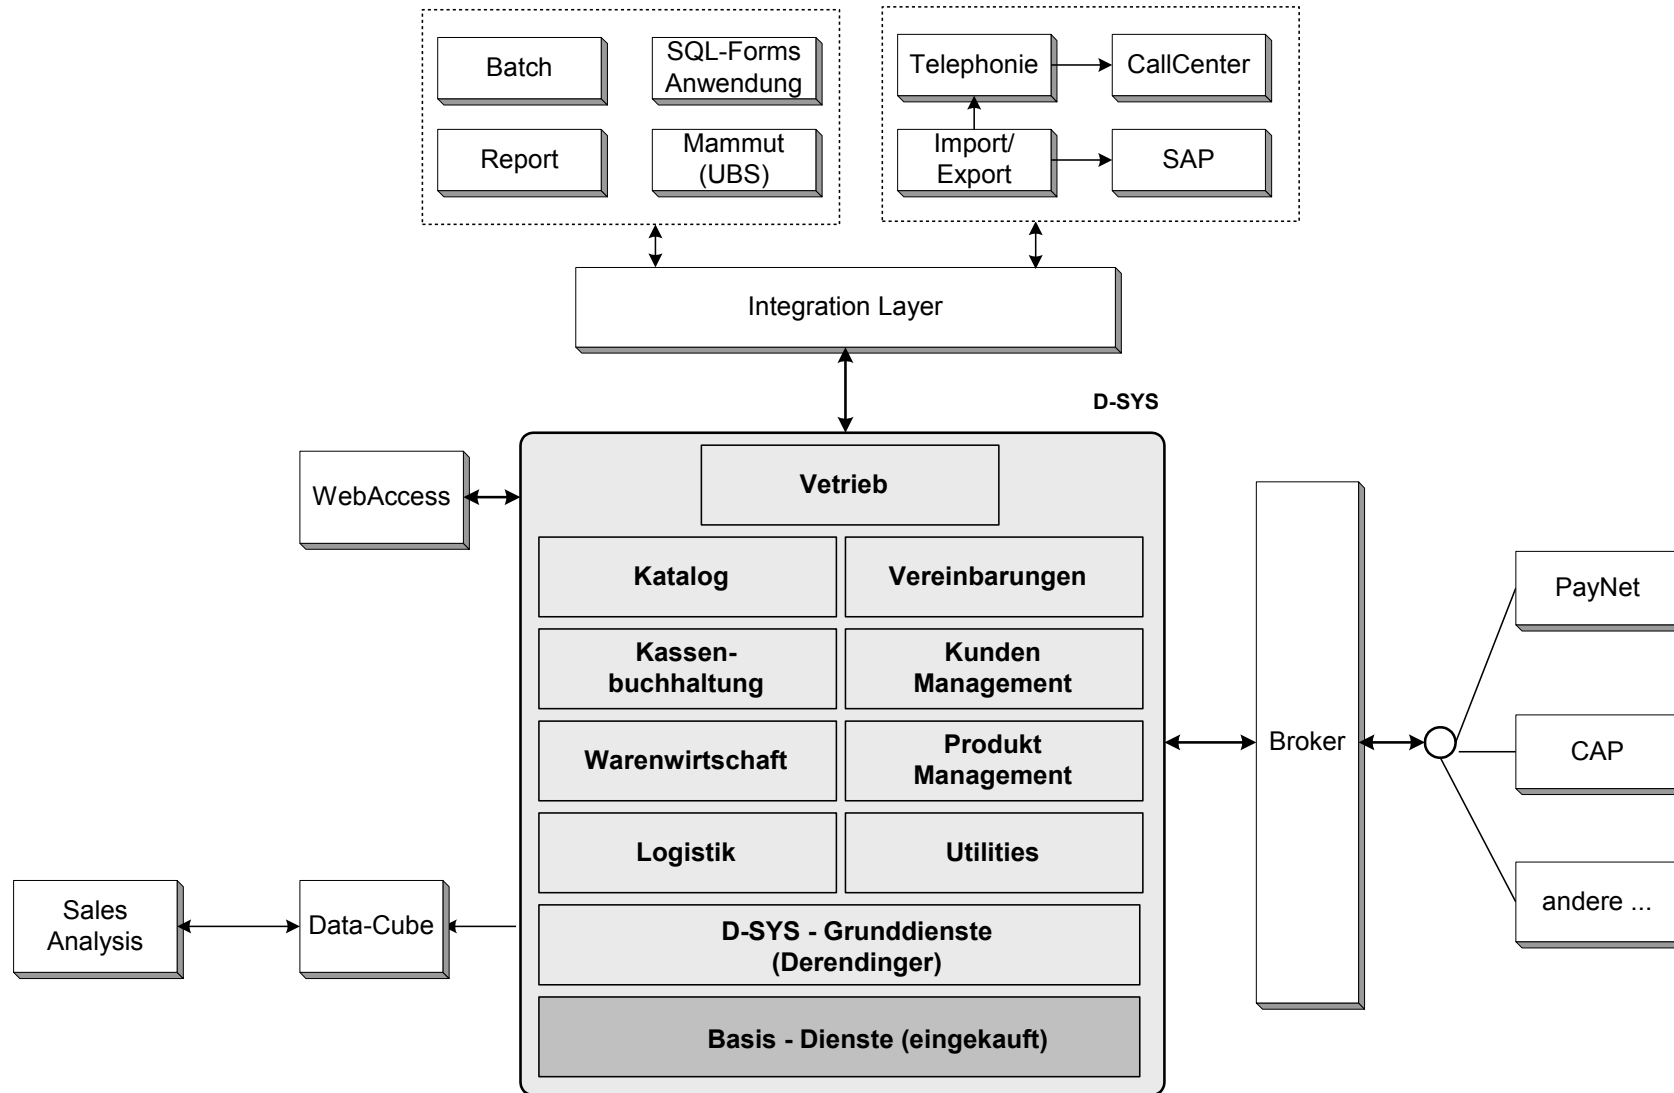 Batch
SQL-Forms
Anwendung
Report
Mammut
(UBS)
Telephonie
CallCenter
Import/
Export
SAP
Integration Layer
D-SYS
WebAccess
Vetrieb
Katalog
Vereinbarungen
Kassen-
buchhaltung
Kunden
Management
Warenwirtschaft
Produkt
Management
Logistik
Utilities
D-SYS - Grunddienste
(Derendinger)
Basis - Dienste (eingekauft)
Sales
Analysis
Data-Cube
Broker
PayNet
CAP
andere ...